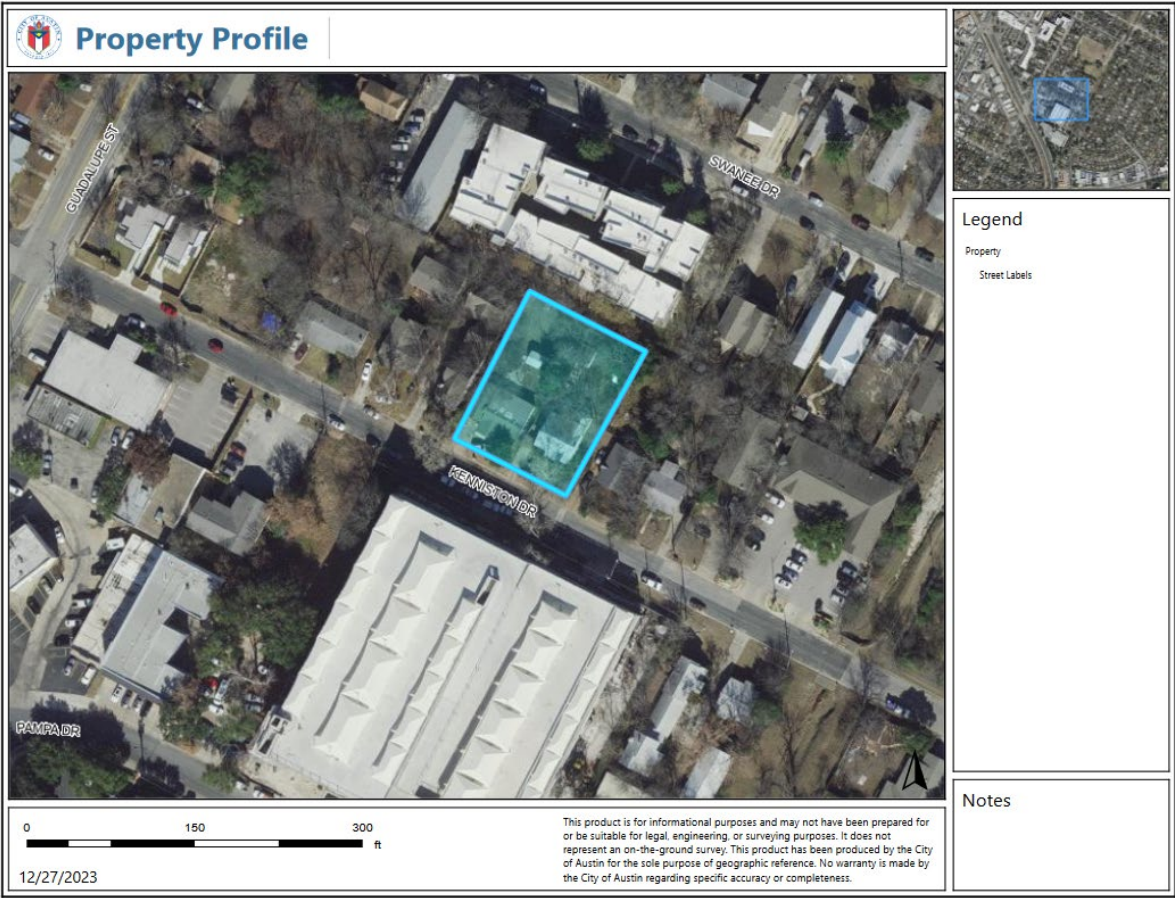 CITY OF AUSTIN
Property Profile
GUADALUPE ST
SWANEE DR
KENNISTON DR
PAMPA DR
Legend
Property
Street Labels
Notes
0 150 300
ft
12/27/2023
This product is for informational purposes and may not have been prepared for
or be suitable for legal, engineering, or surveying purposes. It does not
represent an on-the-ground survey. This product has been produced by the City
of Austin for the sole purpose of geographic reference. No warranty is made by
the City of Austin regarding specific accuracy or completeness.